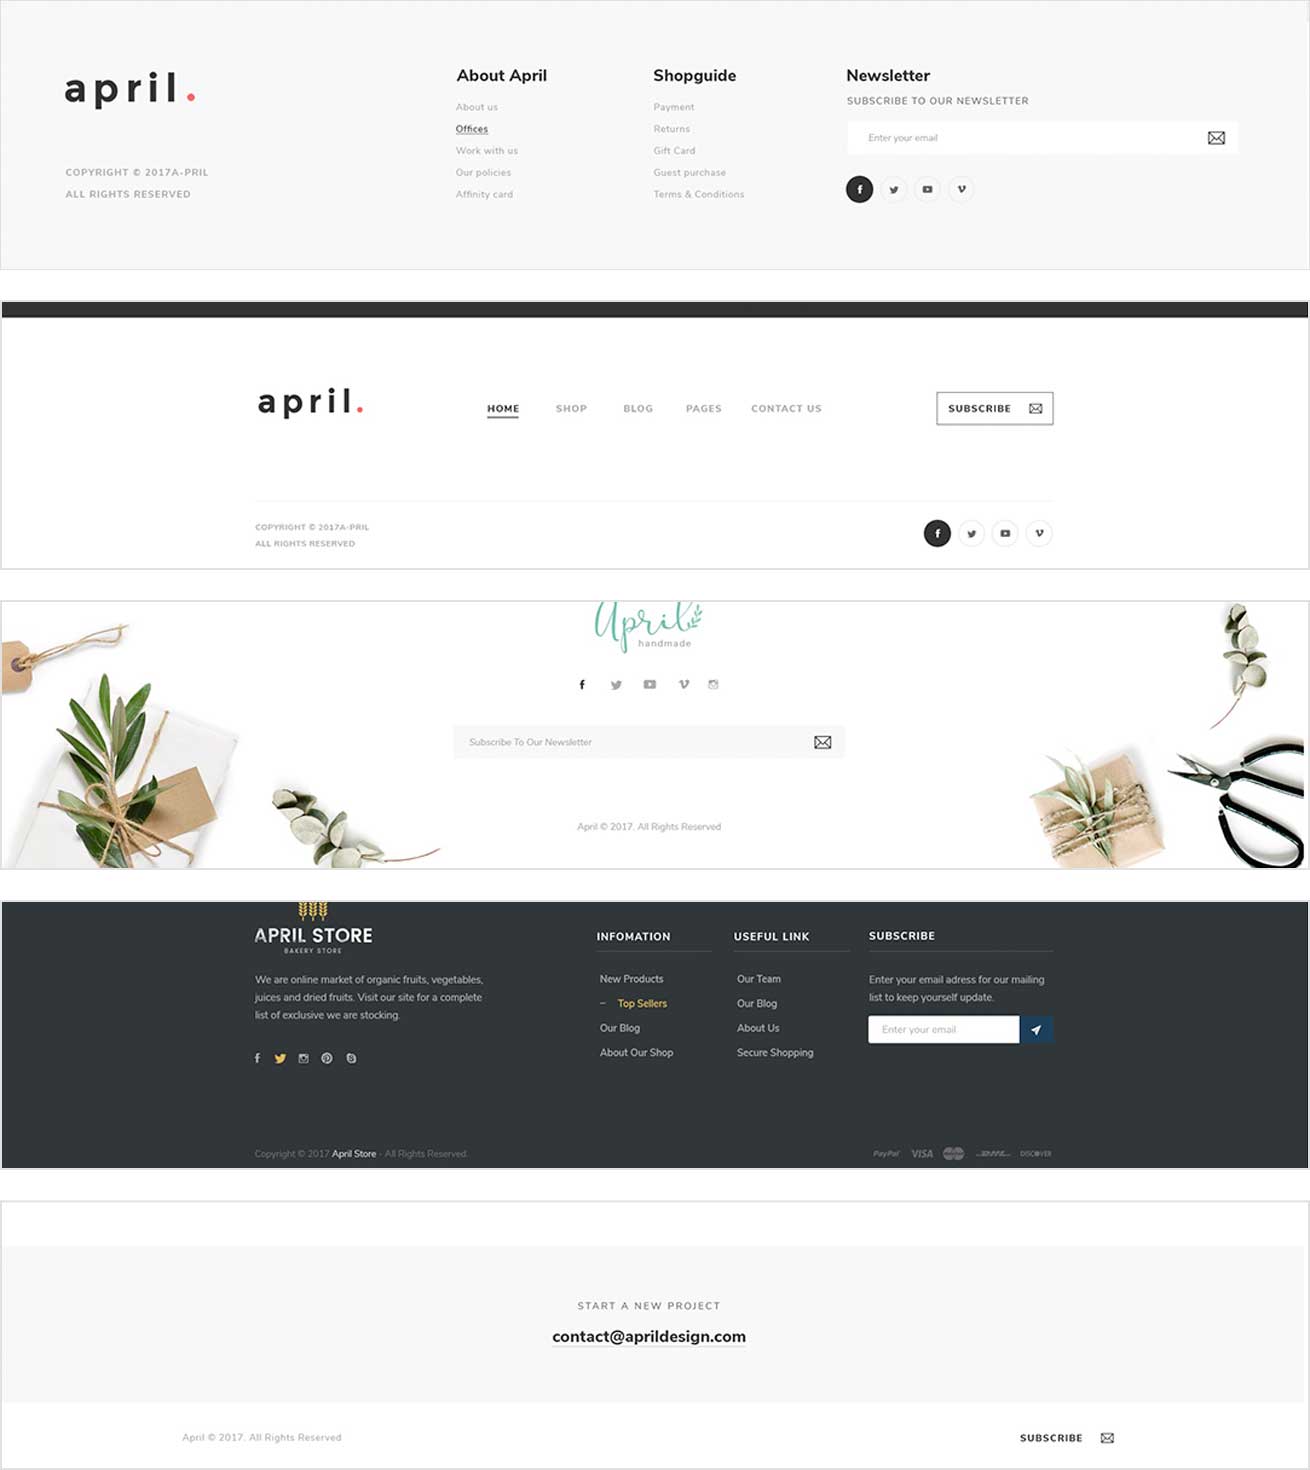 april.
COPYRIGHT © 2017A-PRIL
ALL RIGHTS RESERVED
About April
About us
Offices
Work with us
Our policies
Affinity card
Shopguide
Payment
Returns
Gift Card
Guest purchase
Terms & Conditions
Newsletter
SUBSCRIBE TO OUR NEWSLETTER
Enter your email
april.
HOME SHOP BLOG PAGES CONTACT US
SUBSCRIBE
COPYRIGHT © 2017A-PRIL
ALL RIGHTS RESERVED
April
handmade
Subscribe To Our Newsletter
April © 2017. All Rights Reserved
APRIL STORE
BAKERY STORE
We are online market of organic fruits, vegetables,
juices and dried fruits. Visit our site for a complete
list of exclusive we are stocking.
INFOMATION
New Products
– Top Sellers
Our Blog
About Our Shop
USEFUL LINK
Our Team
Our Blog
About Us
Secure Shopping
SUBSCRIBE
Enter your email adress for our mailing
list to keep yourself update.
Enter your email
Copyright © 2017 April Store - All Rights Reserved.
PayPal VISA DISCOVER
START A NEW PROJECT
contact@aprildesign.com
April © 2017. All Rights Reserved
SUBSCRIBE